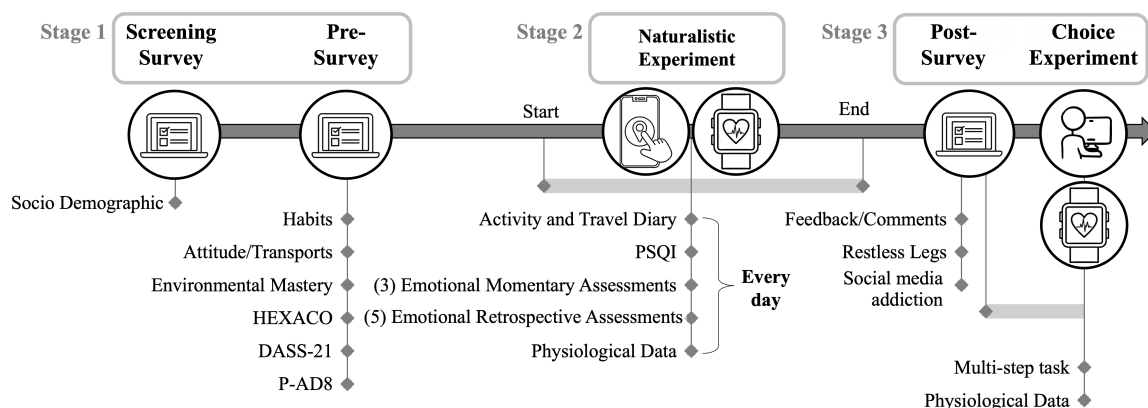 Stage 1
Screening
Survey
Pre-
Survey
Stage 2
Naturalistic
Experiment
Stage 3
Post-
Survey
Choice
Experiment
Start
End
Socio Demographic
Habits
Attitude/Transports
Environmental Mastery
HEXACO
DASS-21
P-AD8
Activity and Travel Diary
PSQI
(3) Emotional Momentary Assessments
(5) Emotional Retrospective Assessments
Physiological Data
Every
day
Feedback/Comments
Restless Legs
Social media
addiction
Multi-step task
Physiological Data